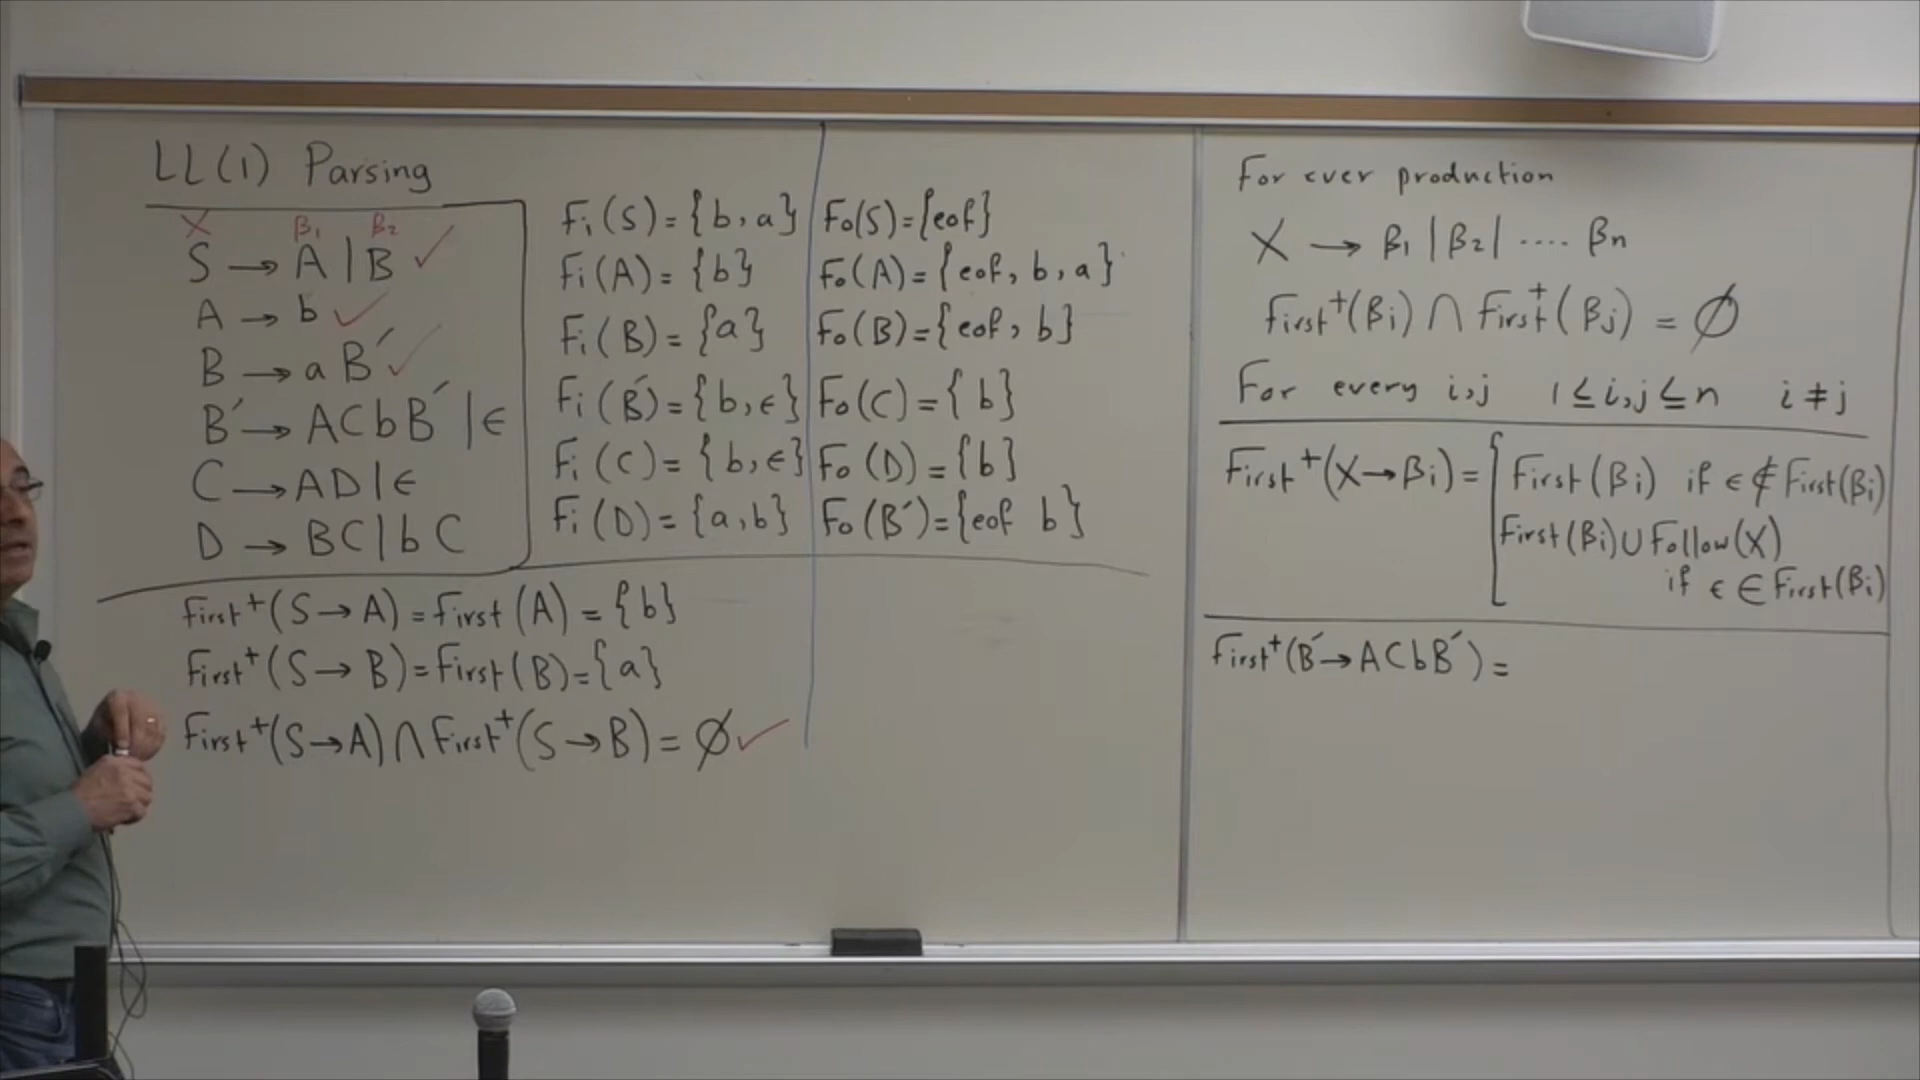 LL(1) Parsing
X β₁ β₂
S → A | B ✓
A → b ✓
B → a B′ ✓
B′ → A C b B′ | ϵ
C → A D | ϵ
D → B C | b C
Fi (S) = {b, a}
Fi (A) = {b}
Fi (B) = {a}
Fi (B′) = {b, ϵ}
Fi (C) = {b, ϵ}
Fi (D) = {a, b}
Fo(S) = {eof}
Fo(A) = {eof, b, a}
Fo(B) = {eof, b}
Fo(C) = {b}
Fo(D) = {b}
Fo(B′) = {eof b}
First⁺(S → A) = First(A) = {b}
First⁺(S → B) = First(B) = {a}
First⁺(S → A) ∩ First⁺(S → B) = ∅ ✓
For ever production
X → β₁ | β₂ | .... βn
First⁺(βi) ∩ First⁺(βj) = ∅
For every i,j 1 ≤ i,j ≤ n i ≠ j
First⁺(X → βi) = { First(βi) if ϵ ∉ First(βi)
First(βi) ∪ Follow(X)
if ϵ ∈ First(βi)
First⁺(B′ → A C b B′) =